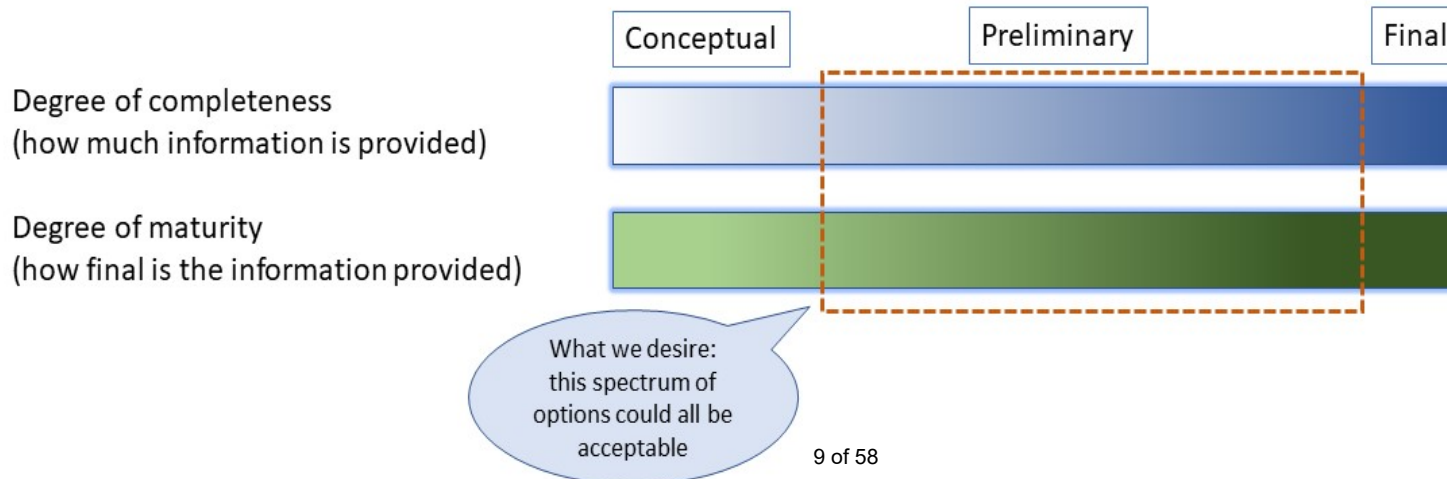 Conceptual
Preliminary
Final
Degree of completeness
(how much information is provided)
Degree of maturity
(how final is the information provided)
What we desire:
this spectrum of
options could all be
acceptable
9 of 58